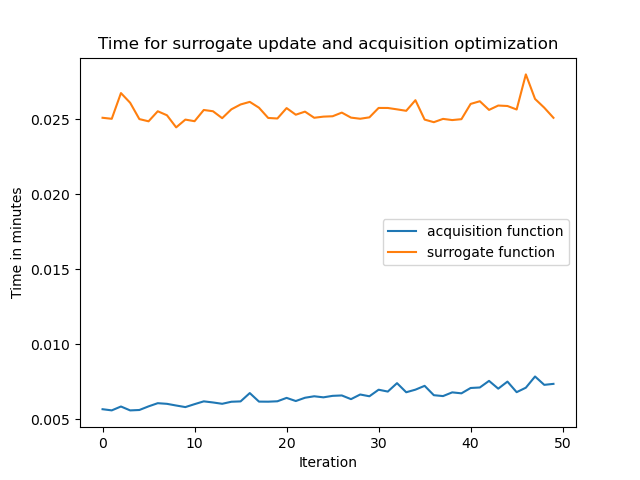 Time for surrogate update and acquisition optimization
0.025
0.020
0.015
0.010
0.005
Time in minutes
acquisition function
surrogate function
0 10 20 30 40 50
Iteration